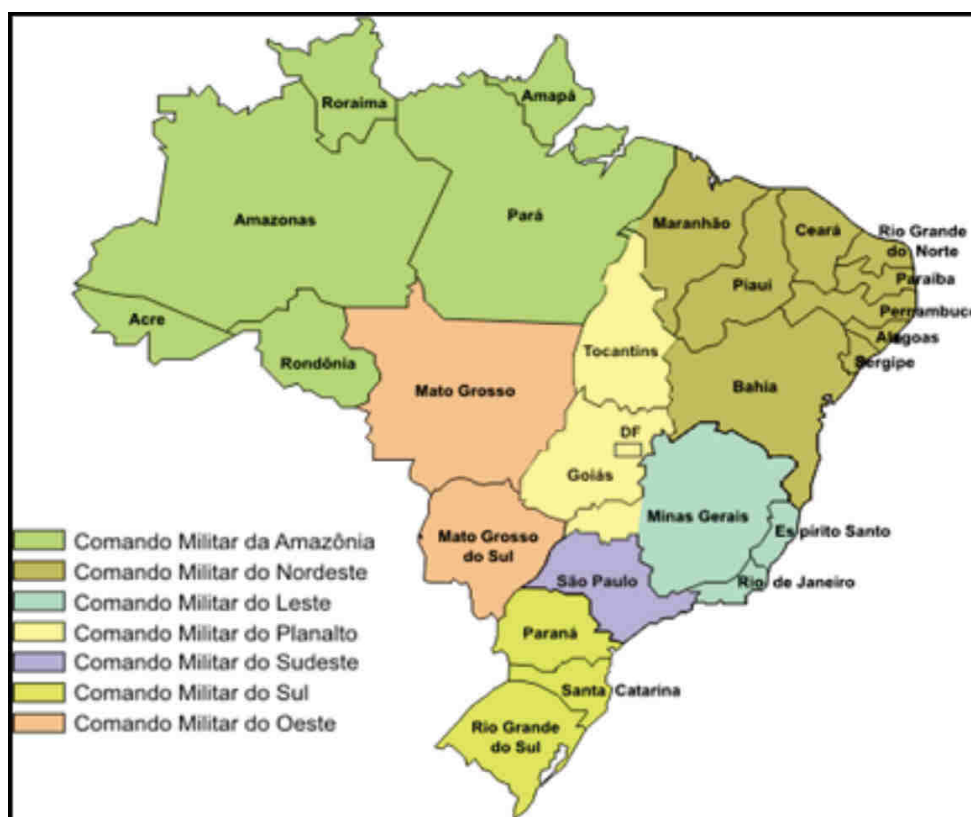 Roraima
Amapá
Amazonas
Pará
Maranhão
Ceará
Rio Grande
do Norte
Paraíba
Piauí
Pernambuco
Acre
Alagoas
Rondônia
Tocantins
Sergipe
Mato Grosso
Bahia
DF
Goiás
Mato Grosso
do Sul
Minas Gerais
Espírito Santo
São Paulo
Rio de Janeiro
Paraná
Santa Catarina
Rio Grande
do Sul
Comando Militar da Amazônia
Comando Militar do Nordeste
Comando Militar do Leste
Comando Militar do Planalto
Comando Militar do Sudeste
Comando Militar do Sul
Comando Militar do Oeste